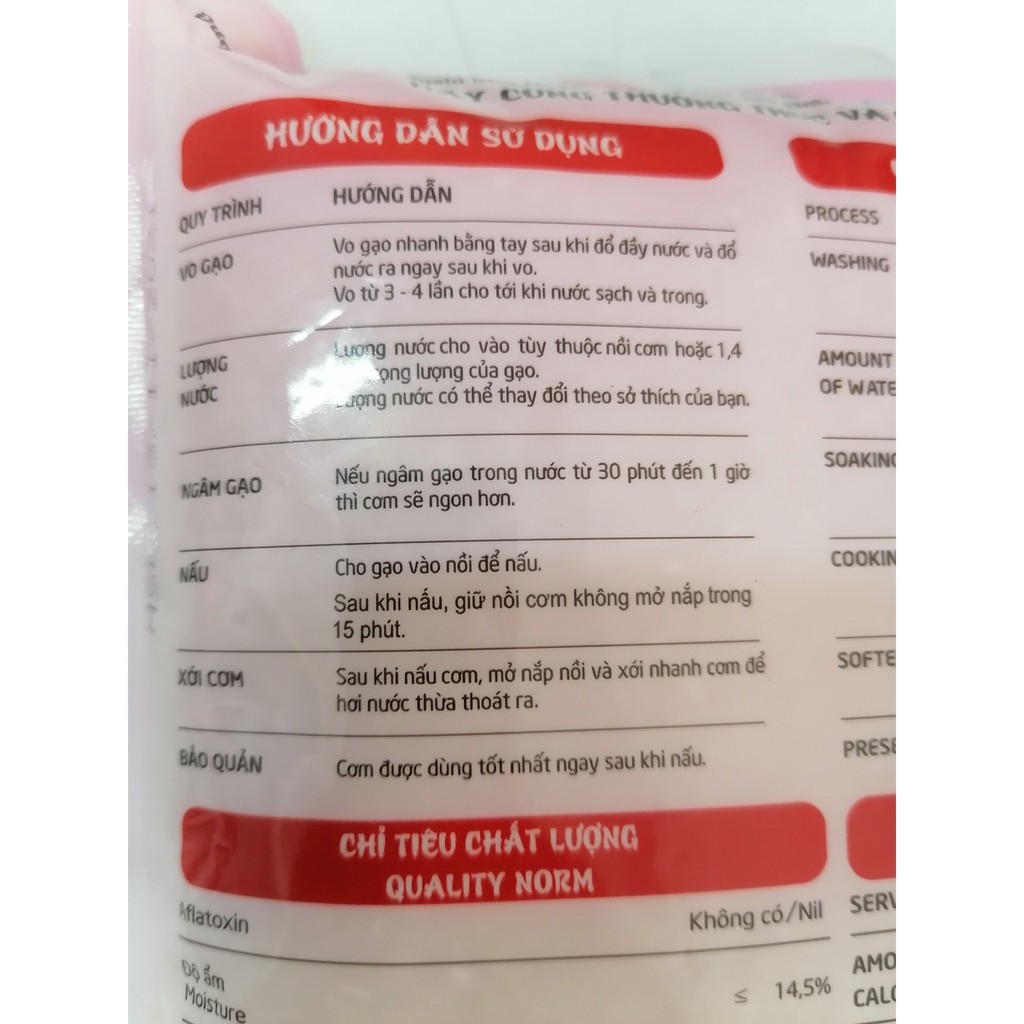 CÙNG THƯỞNG THỨC VÀ
HƯỚNG DẪN SỬ DỤNG
QUY TRÌNH HƯỚNG DẪN
VO GẠO Vo gạo nhanh bằng tay sau khi đổ đầy nước và đổ
nước ra ngay sau khi vo.
Vo từ 3 - 4 lần cho tới khi nước sạch và trong.
LƯỢNG NƯỚC Lượng nước cho vào tùy thuộc nồi cơm hoặc 1,4
lượng của gạo.
Lượng nước có thể thay đổi theo sở thích của bạn.
NGÂM GẠO Nếu ngâm gạo trong nước từ 30 phút đến 1 giờ
thì cơm sẽ ngon hơn.
NẤU Cho gạo vào nồi để nấu.
Sau khi nấu, giữ nồi cơm không mở nắp trong
15 phút.
XỚI CƠM Sau khi nấu cơm, mở nắp nồi và xới nhanh cơm để
hơi nước thừa thoát ra.
BẢO QUẢN Cơm được dùng tốt nhất ngay sau khi nấu.
CHỈ TIÊU CHẤT LƯỢNG
QUALITY NORM
Aflatoxin Không có/Nil
Độ ẩm
Moisture ≤ 14,5%
PROCESS
WASHING
AMOUNT
OF WATE
SOAKING
COOKIN
SOFTE
PRESE
SERV
AMO
CALO